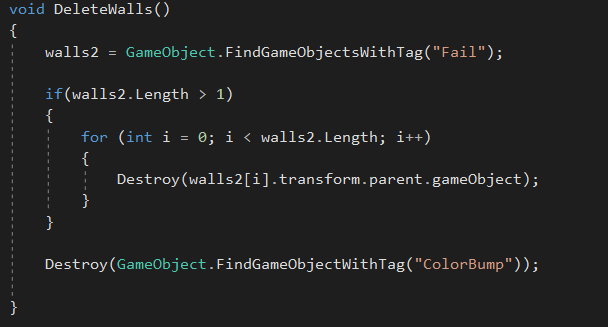 void DeleteWalls()
{
walls2 = GameObject.FindGameObjectsWithTag("Fail");
if(walls2.Length > 1)
{
for (int i = 0; i < walls2.Length; i++)
{
Destroy(walls2[i].transform.parent.gameObject);
}
}
Destroy(GameObject.FindGameObjectWithTag("ColorBump"));
}